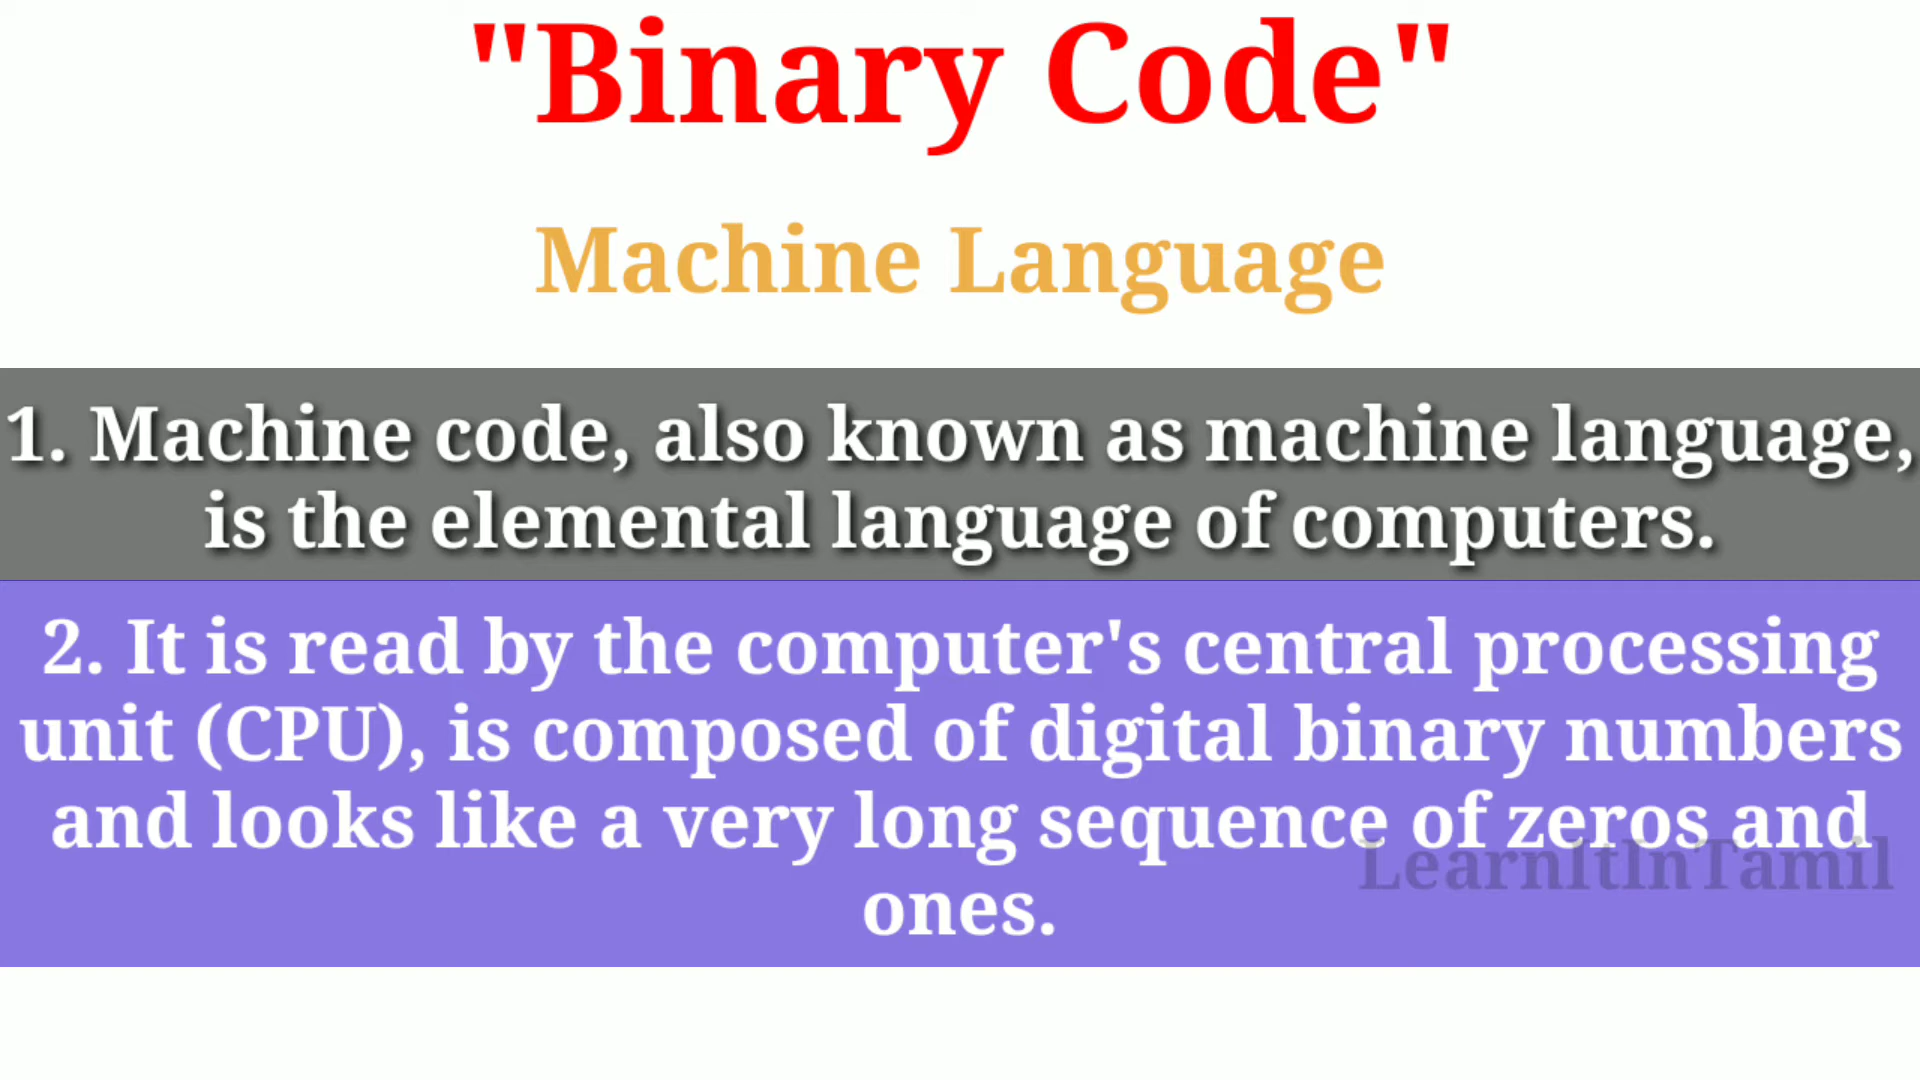 "Binary Code"
Machine Language
1. Machine code, also known as machine language,
is the elemental language of computers.
2. It is read by the computer's central processing
unit (CPU), is composed of digital binary numbers
and looks like a very long sequence of zeros and
LearnItInTamil
ones.